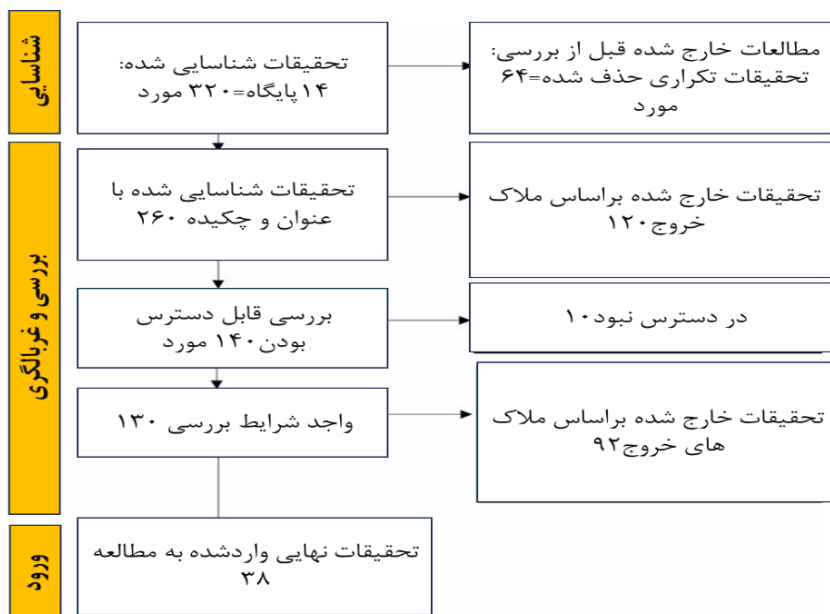 شناسایی
تحقیقات شناسایی شده:
۱۴پایگاه=۳۲۰ مورد
مطالعات خارج شده قبل از بررسی:
تحقیقات تکراری حذف شده=۶۴
مورد
بررسی و غربالگری
تحقیقات شناسایی شده با
عنوان و چکیده ۲۶۰
تحقیقات خارج شده براساس ملاک
خروج۱۲۰
بررسی قابل دسترس
بودن۱۴۰ مورد
در دسترس نبود۱۰
واجد شرایط بررسی ۱۳۰
تحقیقات خارج شده براساس ملاک
های خروج۹۲
ورود
تحقیقات نهایی واردشده به مطالعه
۳۸